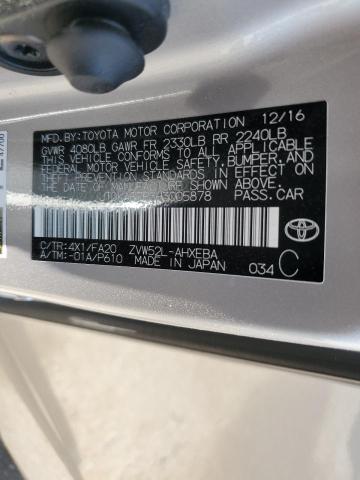 MFD. BY: TOYOTA MOTOR CORPORATION 12/16
GVWR 4080LB GAWR FR 2330LB RR 2240LB
THIS VEHICLE CONFORMS TO ALL APPLICABLE
FEDERAL MOTOR VEHICLE SAFETY, BUMPER, AND
THEFT PREVENTION STANDARDS IN EFFECT ON
THE DATE OF MANUFACTURE SHOWN ABOVE.
PASS.CAR
C/TR: 4X1/FA20 ZVW52L-AHXEBA
A/TM: -01A/P610 MADE IN JAPAN 034 C
TOYOTA